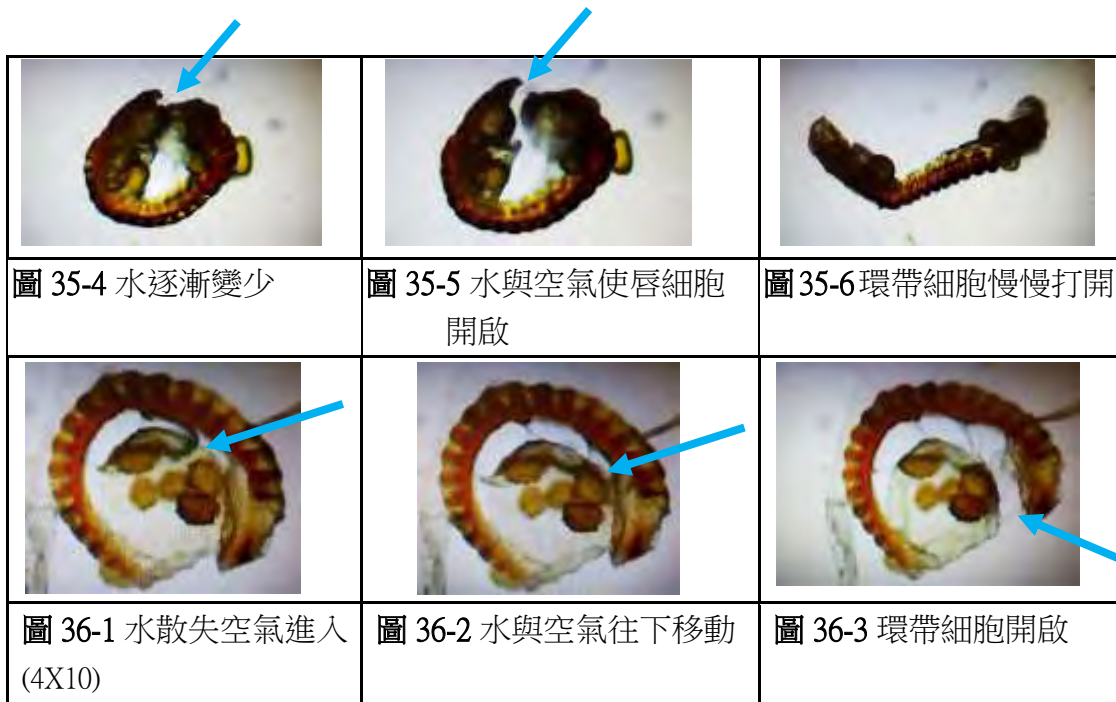 圖 35-4 水逐漸變少
圖 35-5 水與空氣使唇細胞
開啟
圖 35-6 環帶細胞慢慢打開
圖 36-1 水散失空氣進入
(4X10)
圖 36-2 水與空氣往下移動
圖 36-3 環帶細胞開啟